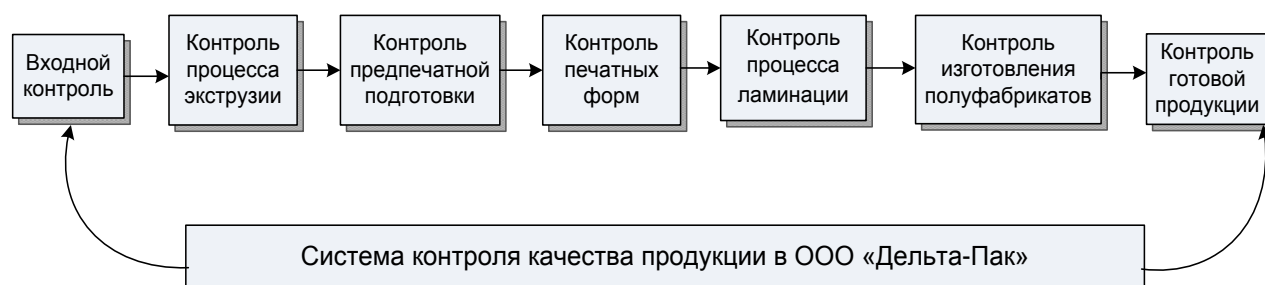 Входной
контроль
Контроль
процесса
экструзии
Контроль
предпечатной
подготовки
Контроль
печатных
форм
Контроль
процесса
ламинации
Контроль
изготовления
полуфабрикатов
Контроль
готовой
продукции
Система контроля качества продукции в ООО «Дельта-Пак»